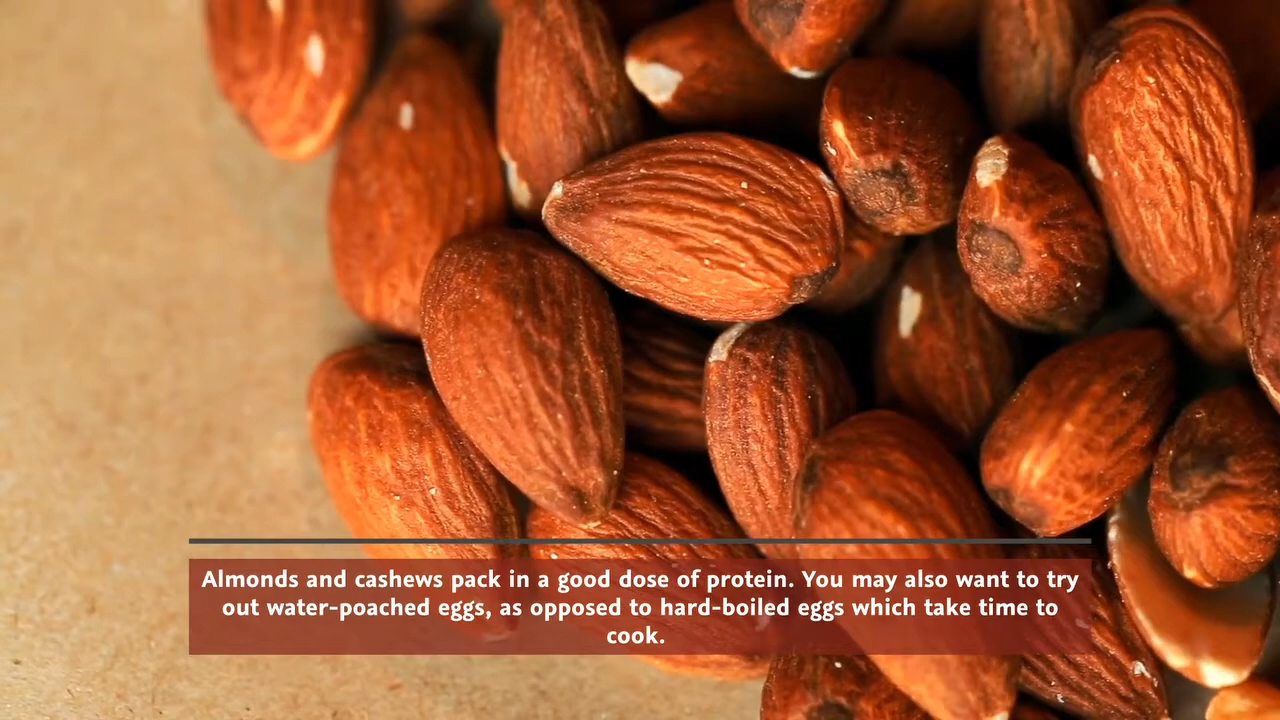 Almonds and cashews pack in a good dose of protein. You may also want to try
out water-poached eggs, as opposed to hard-boiled eggs which take time to
cook.